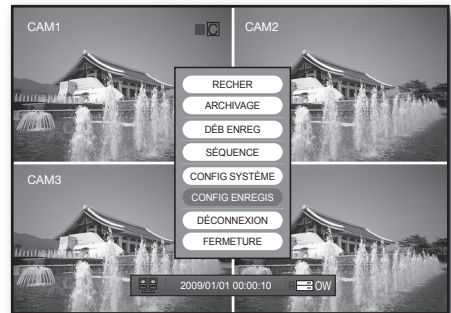 CAM1
C
CAM2
RECHER
ARCHIVAGE
DÉB ENREG
SÉQUENCE
CONFIG SYSTÈME
CONFIG ENREGIS
DÉCONNEXION
FERMETURE
CAM3
2009/01/01 00:00:10
R
OW